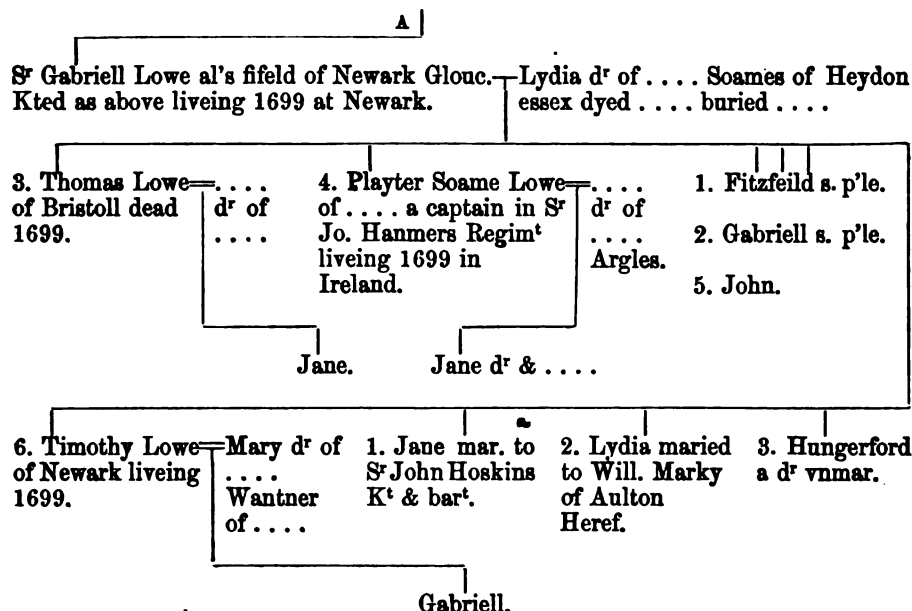 A
Sʳ Gabriell Lowe al's fifeld of Newark Glouc.
Kted as above liveing 1699 at Newark.
Lydia dʳ of . . . . Soames of Heydon
essex dyed . . . . buried . . . .
3. Thomas Lowe
of Bristoll dead
1699.
. . . .
dʳ of
. . . .
4. Playter Soame Lowe
of . . . . a captain in Sʳ
Jo. Hanmers Regimᵗ
liveing 1699 in
Ireland.
. . . .
dʳ of
. . . .
Argles.
1. Fitzfeild s. p'le.
2. Gabriell s. p'le.
5. John.
Jane.
Jane dʳ & . . . .
6. Timothy Lowe
of Newark liveing
1699.
Mary dʳ of
. . . .
Wantner
of . . . .
1. Jane mar. to
Sʳ John Hoskins
Kᵗ & barᵗ.
2. Lydia maried
to Will. Marky
of Aulton
Heref.
3. Hungerford
a dʳ vnmar.
Gabriell.